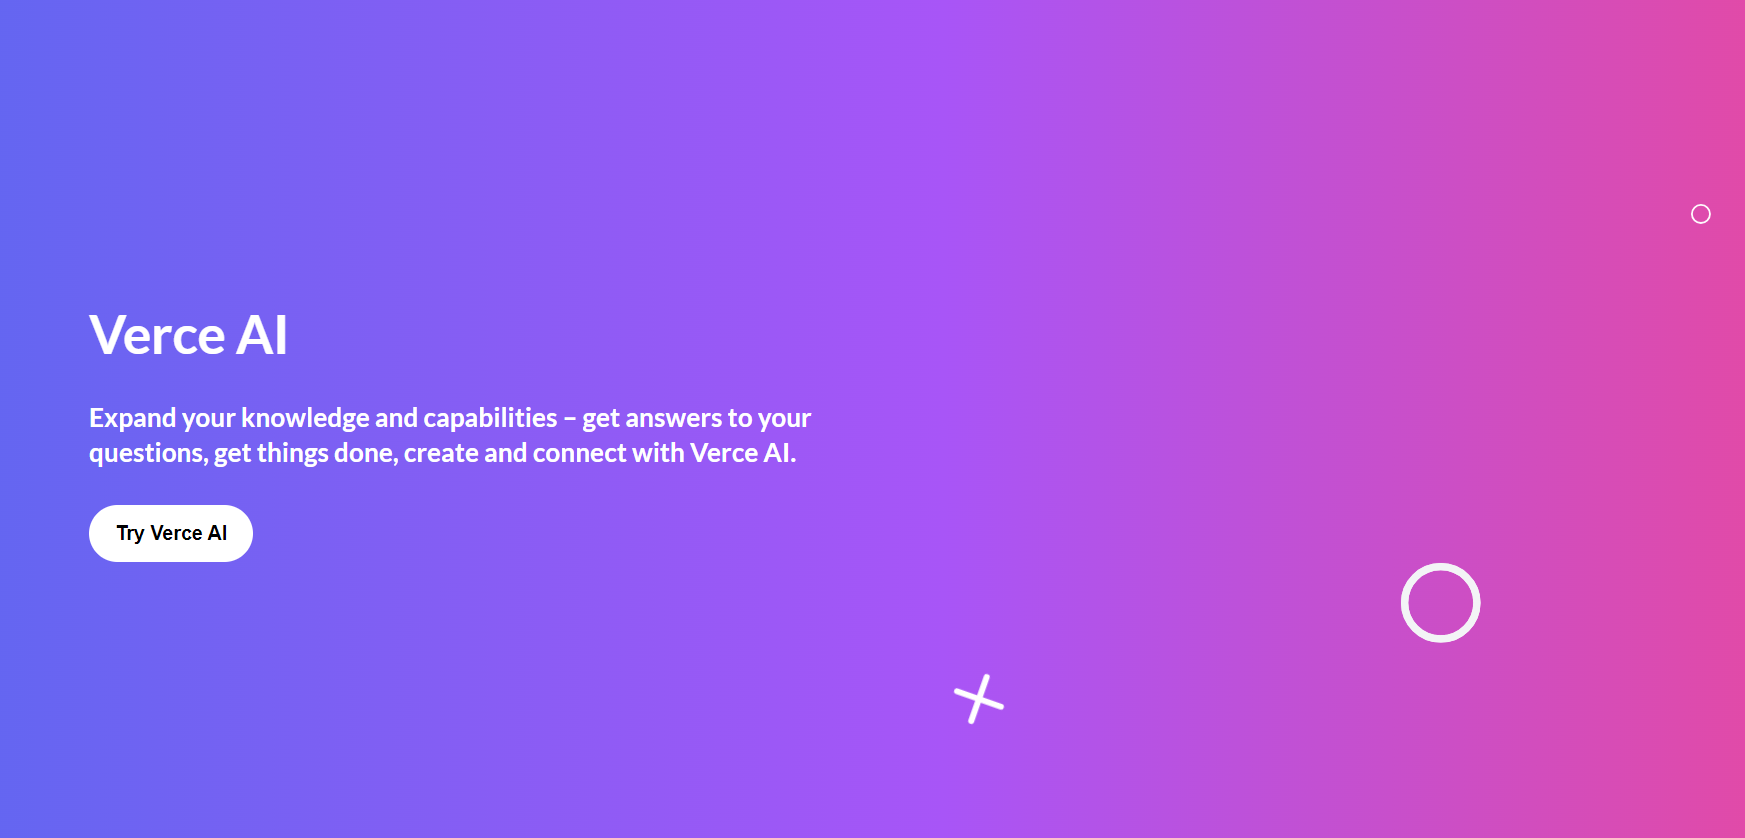 Verce AI
Expand your knowledge and capabilities – get answers to your
questions, get things done, create and connect with Verce AI.
Try Verce AI